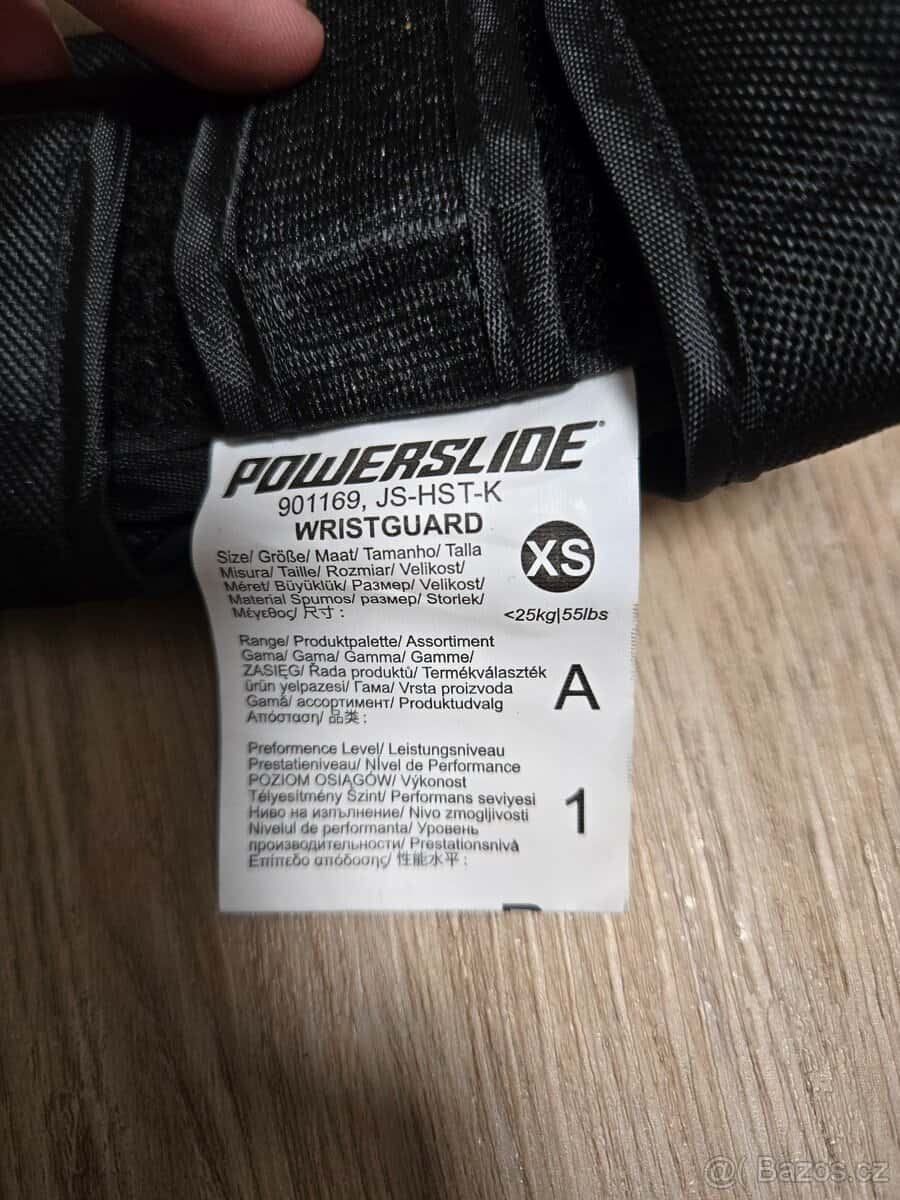 POWERSLIDE®
901169, JS-HST-K
WRISTGUARD
Size/ Größe/ Maat/ Tamanho/ Talla
Misura/ Taille/ Rozmiar/ Velikost/
Méret/ Büyüklük/ Размер/ Velikost/
Material Spumos/ размер/ Storlek/
Μέγεθος/ 尺寸 :
XS
<25kg|55lbs
Range/ Produktpalette/ Assortiment
Gama/ Gama/ Gamma/ Gamme/
ZASIĘG/ Řada produktů/ Termékválaszték
ürün yelpazesi/ Гама/ Vrsta proizvoda
Gamă/ ассортимент/ Produktudvalg
Απόσταση/ 品类 :
A
Preformence Level/ Leistungsniveau
Prestatieniveau/ Nível de Performance
POZIOM OSIĄGÓW/ Výkonost
Télyesitmény Szint/ Performans seviyesi
Ниво на изпълнение/ Nivo zmogljivosti
Nivelul de performanta/ Уровень
производительности/ Prestationsnivå
Επίπεδο απόδοσης/ 性能水平 :
1
@( Bazos.cz